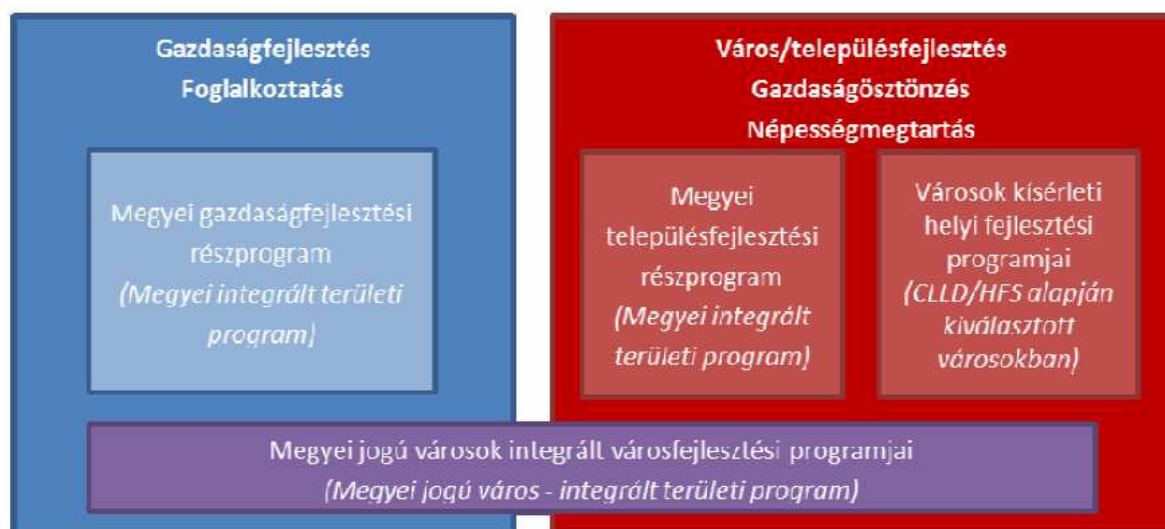 Gazdaságfejlesztés
Foglalkoztatás
Megyei gazdaságfejlesztési
részprogram
(Megyei integrált területi
program)
Város/településfejlesztés
Gazdaságösztönzés
Népességmegtartás
Megyei
településfejlesztési
részprogram
(Megyei integrált
területi program)
Városok kísérleti
helyi fejlesztési
programjai
(CLLD/HFS alapján
kiválasztott
városokban)
Megyei jogú városok integrált városfejlesztési programjai
(Megyei jogú város - integrált területi program)